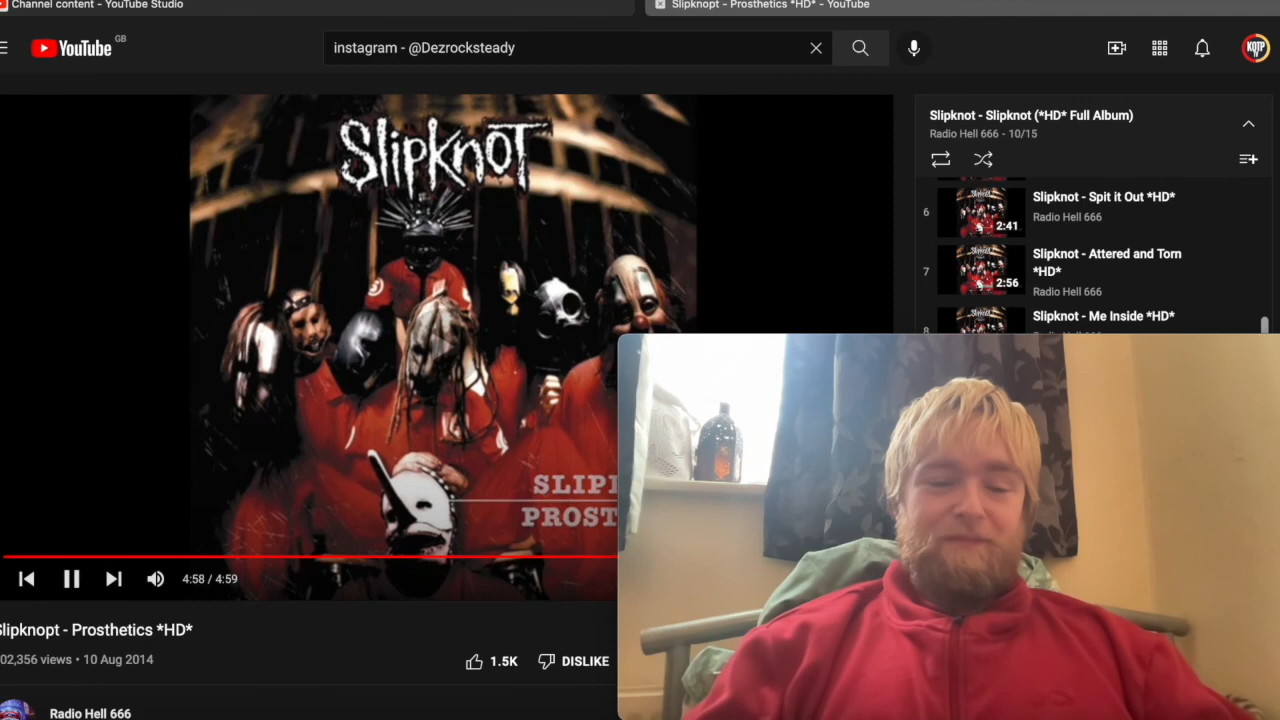 Channel content - YouTube Studio
Slipknopt - Prosthetics *HD* - YouTube
YouTube GB
instagram - @Dezrocksteady
KOTP TV
SLIPKNOT
Slipknot - Slipknot (*HD* Full Album)
Radio Hell 666 - 10/15
6
2:41
Slipknot - Spit it Out *HD*
Radio Hell 666
7
2:56
Slipknot - Attered and Torn
*HD*
Radio Hell 666
8
Slipknot - Me Inside *HD*
SLIP
PROST
4:58 / 4:59
Slipknopt - Prosthetics *HD*
02,356 views • 10 Aug 2014
1.5K
DISLIKE
Radio Hell 666